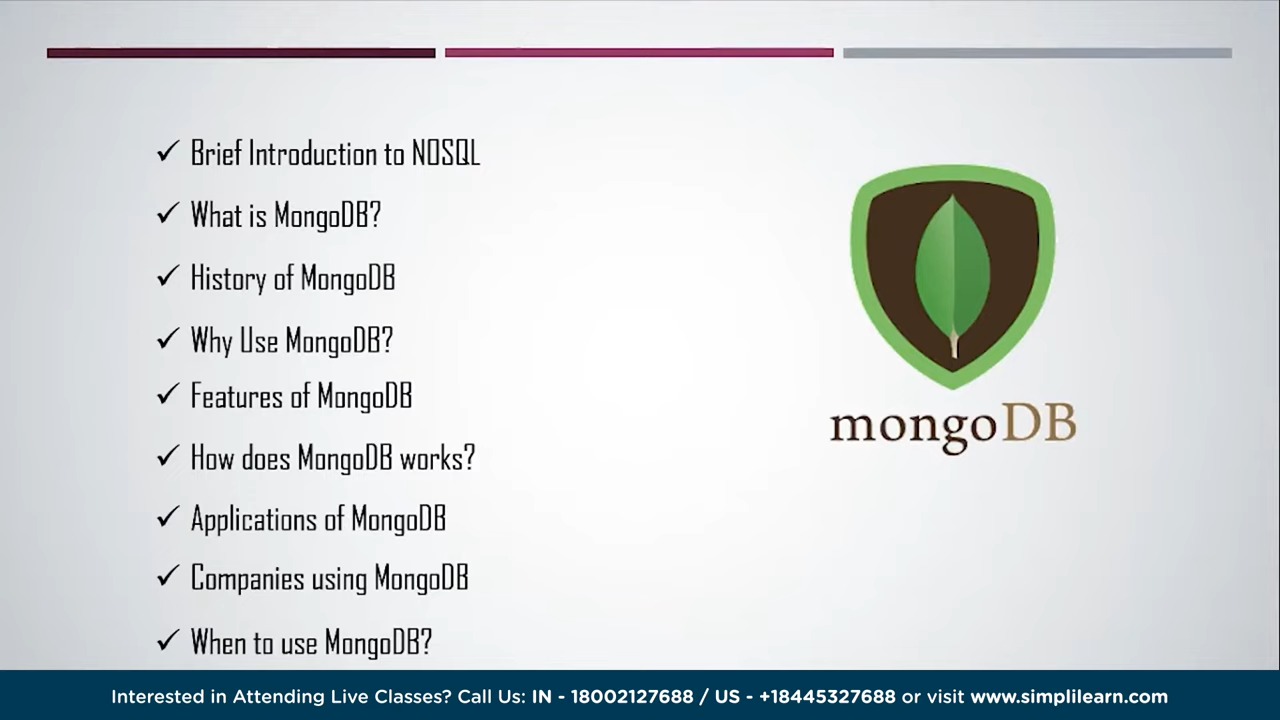 Brief Introduction to NOSQL
What is MongoDB?
History of MongoDB
Why Use MongoDB?
Features of MongoDB
How does MongoDB works?
Applications of MongoDB
Companies using MongoDB
When to use MongoDB?
mongoDB
Interested in Attending Live Classes? Call Us: IN - 18002127688 / US - +18445327688 or visit www.simplilearn.com